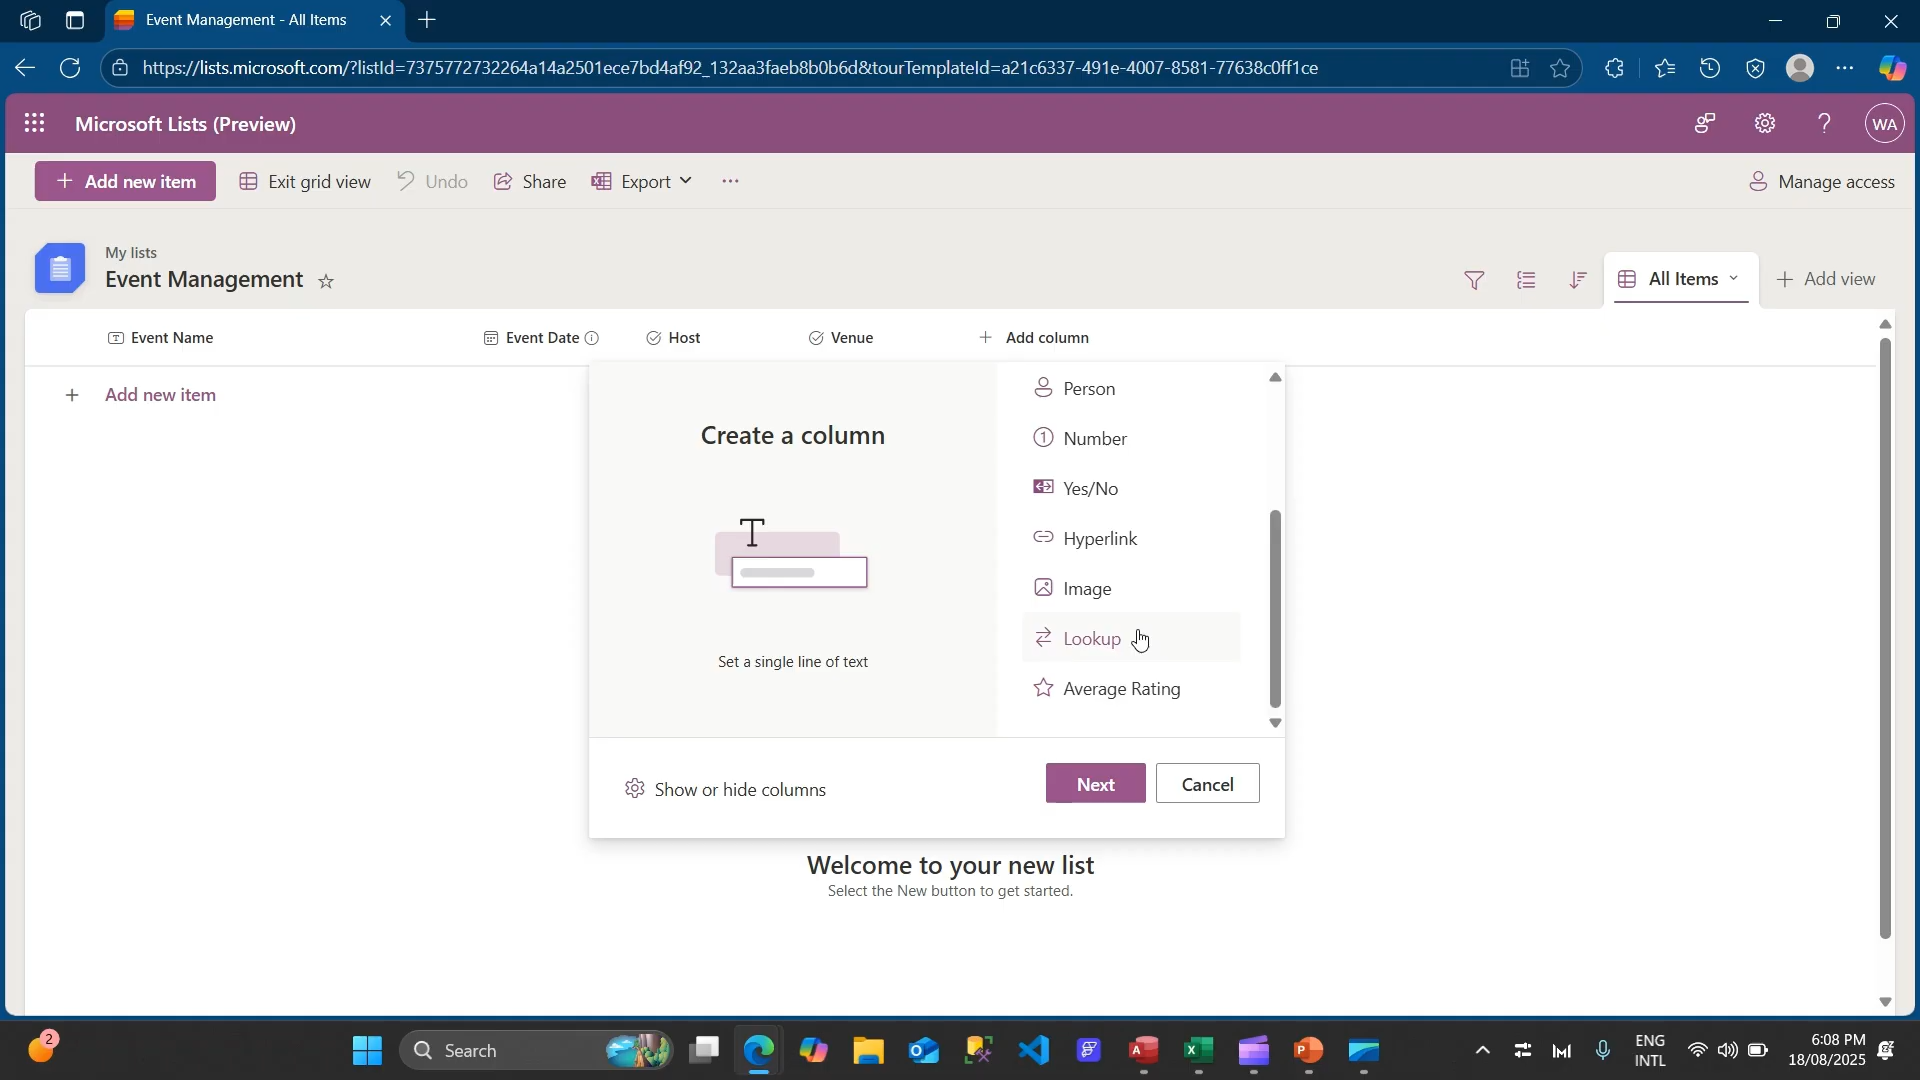 Event Management - All Items
https://lists.microsoft.com/?listId=7375772732264a14a2501ece7bd4af92_132aa3faeb8b0b6d&tourTemplateId=a21c6337-491e-4007-8581-77638c0ff1ce
Microsoft Lists (Preview)
WA
Add new item
Exit grid view
Undo
Share
Export
Manage access
My lists
Event Management
All Items
Add view
Event Name
Event Date
Host
Venue
Add column
Add new item
Create a column
T
Set a single line of text
Person
Number
Yes/No
Hyperlink
Image
Lookup
Average Rating
Show or hide columns
Next
Cancel
Welcome to your new list
Select the New button to get started.
2
Search
ENG
INTL
6:08 PM
18/08/2025